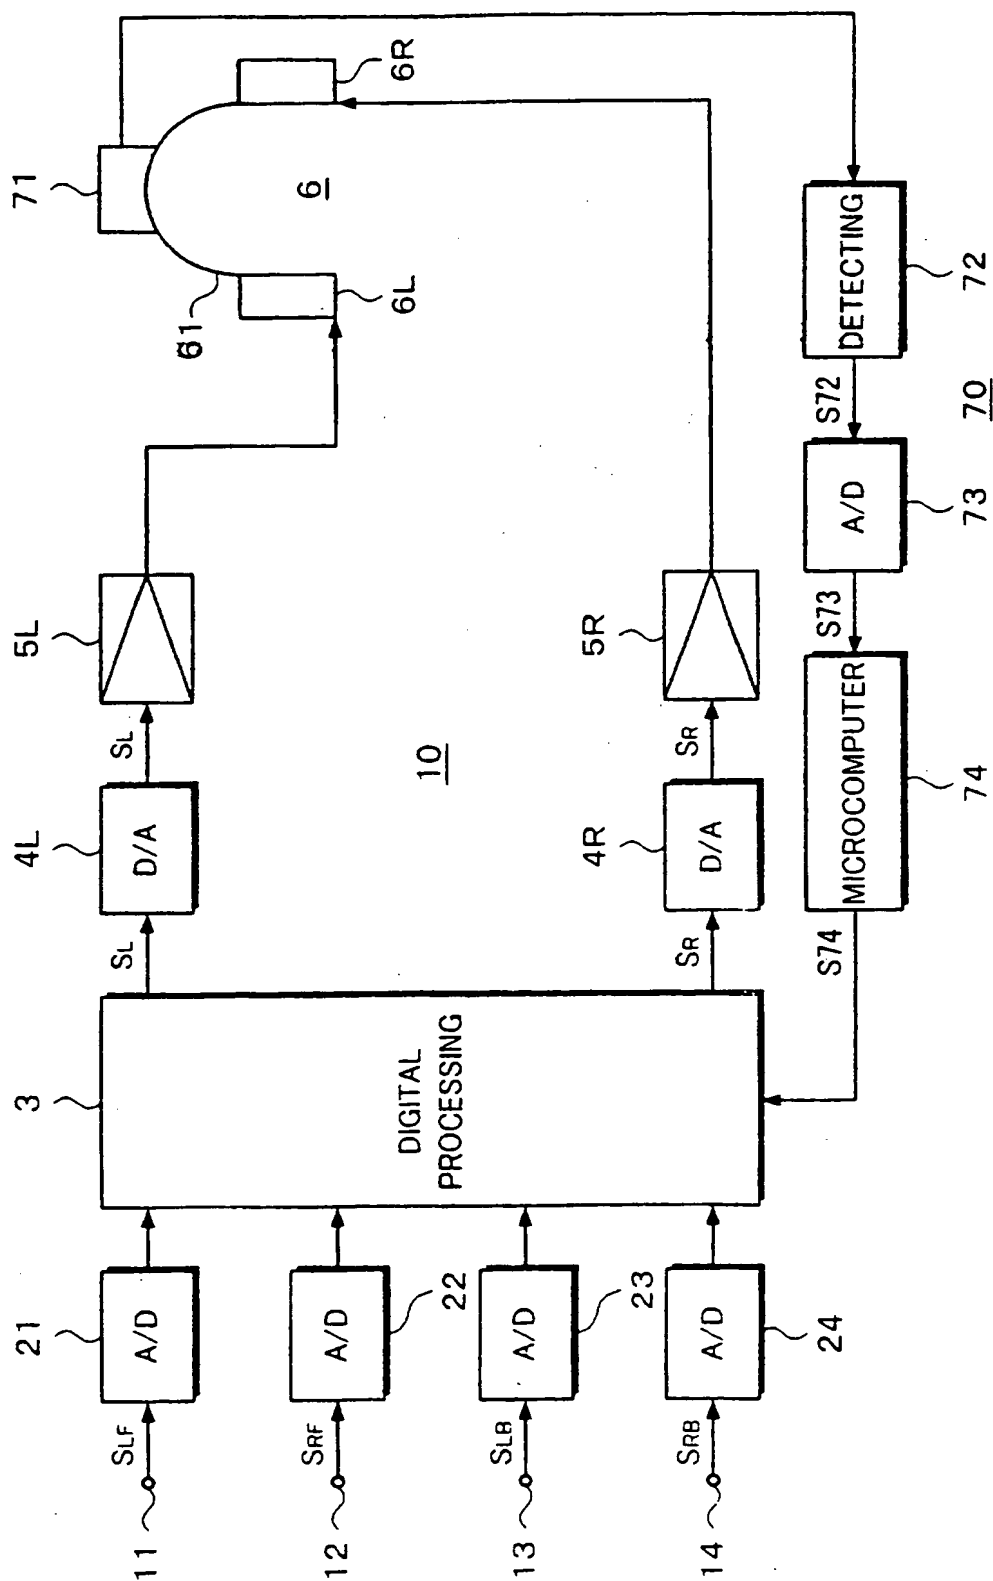 11
SLF
21
A/D
12
SRF
22
A/D
13
SLB
23
A/D
14
SRB
24
A/D
3
DIGITAL
PROCESSING
SL
4L
D/A
SL
5L
SR
4R
D/A
SR
5R
10
61
6L
6
6R
71
DETECTING
72
S72
A/D
73
S73
MICROCOMPUTER
74
S74
70